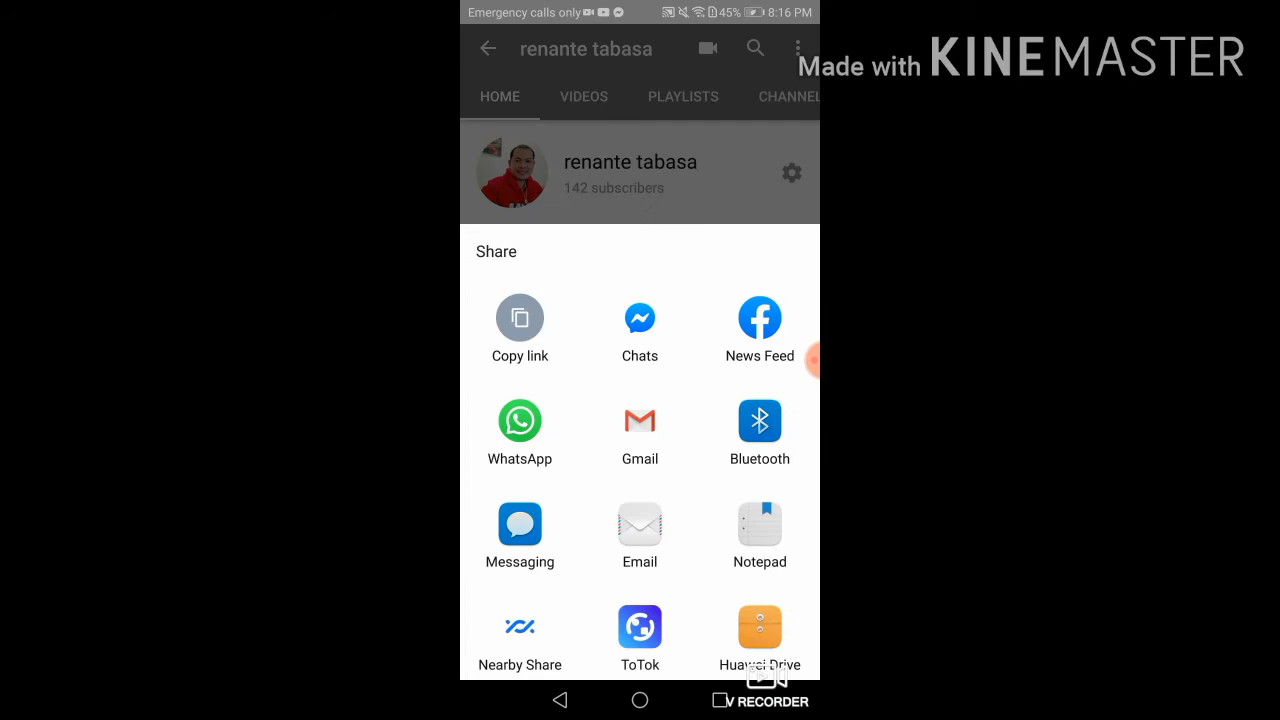 Emergency calls only 45% 8:16 PM
renante tabasa
Made with KINEMASTER
HOME VIDEOS PLAYLISTS CHANNEL
renante tabasa
142 subscribers
Share
Copy link Chats News Feed
WhatsApp Gmail Bluetooth
Messaging Email Notepad
Nearby Share ToTok Huawei Drive
V RECORDER